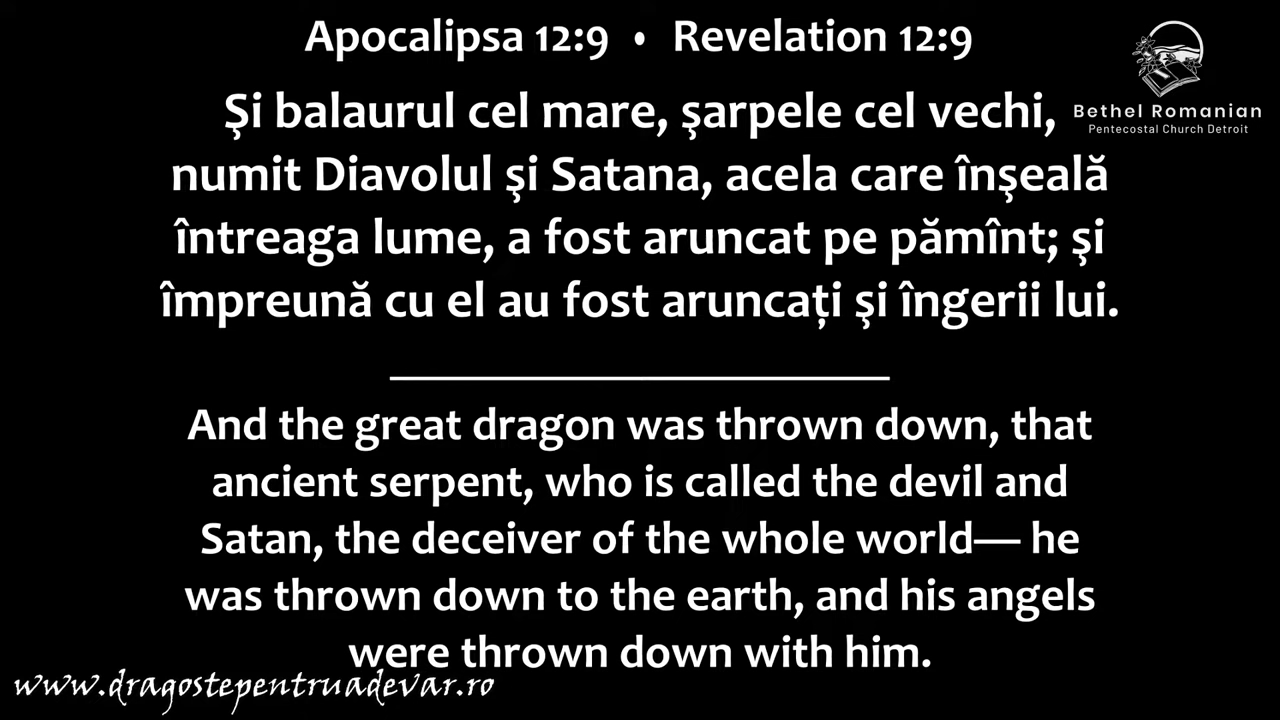 Apocalipsa 12:9 • Revelation 12:9
Bethel Romanian
Pentecostal Church Detroit
Şi balaurul cel mare, şarpele cel vechi,
numit Diavolul şi Satana, acela care înşeală
întreaga lume, a fost aruncat pe pămînt; şi
împreună cu el au fost aruncați şi îngerii lui.
And the great dragon was thrown down, that
ancient serpent, who is called the devil and
Satan, the deceiver of the whole world— he
was thrown down to the earth, and his angels
were thrown down with him.
www.dragostepentruadevar.ro